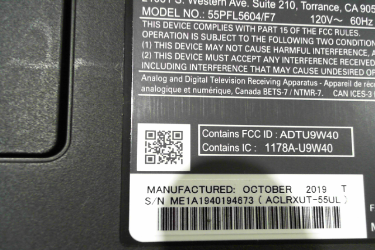 S. Western Ave. Suite 210, Torrance, CA 905
MODEL NO.: 55PFL5604/F7 120V~ 60Hz
THIS DEVICE COMPLIES WITH PART 15 OF THE FCC RULES.
OPERATION IS SUBJECT TO THE FOLLOWING TWO CONDITIONS:
(1) THIS DEVICE MAY NOT CAUSE HARMFUL INTERFERENCE, A
(2) THIS DEVICE MUST ACCEPT ANY INTERFERENCE RECEIVED
INCLUDING INTERFERENCE THAT MAY CAUSE UNDESIRED OF
Analog and Digital Television Receiving Apparatus - Appareil de réce
analogique et numérique, Canada BETS-7 / NTMR-7. CAN ICES-3
Contains FCC ID : ADTU9W40
Contains IC : 1178A-U9W40
MANUFACTURED: OCTOBER 2019 T
S/N ME1A1940194673 (ACLRXUT-55UL)